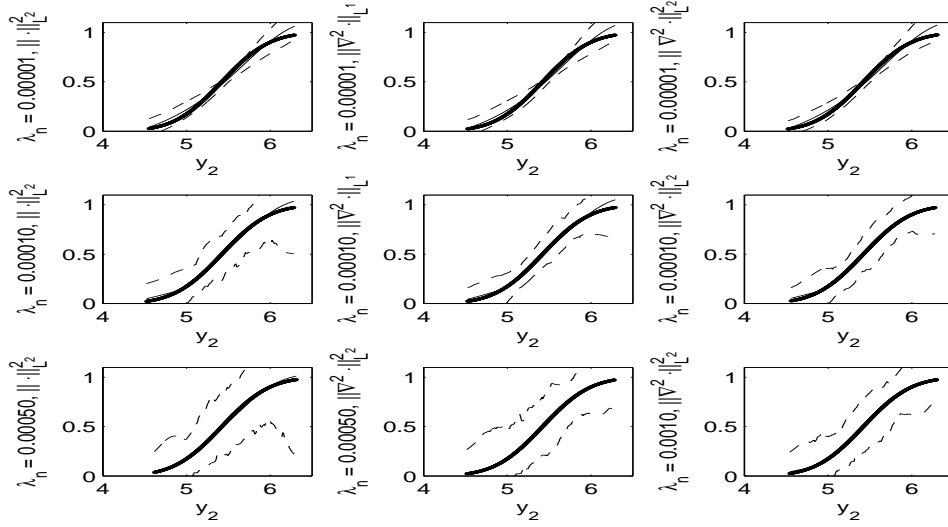 λn = 0.00001, || · ||²L²
1
0.5
0
4 5 6
y2
λn = 0.00001, ||∇² · ||L¹
1
0.5
0
4 5 6
y2
λn = 0.00001, ||∇² · ||²L²
1
0.5
0
4 5 6
y2
λn = 0.00010, || · ||²L²
1
0.5
0
4 5 6
y2
λn = 0.00010, ||∇² · ||L¹
1
0.5
0
4 5 6
y2
λn = 0.00010, ||∇² · ||²L²
1
0.5
0
4 5 6
y2
λn = 0.00050, || · ||²L²
1
0.5
0
4 5 6
y2
λn = 0.00050, ||∇² · ||L¹
1
0.5
0
4 5 6
y2
λn = 0.0010, ||∇² · ||²L²
1
0.5
0
4 5 6
y2